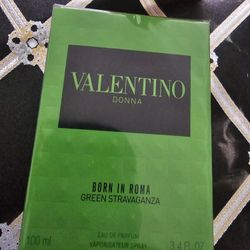 VALENTINO
DONNA
BORN IN ROMA
GREEN STRAVAGANZA
EAU DE PARFUM
100 ml VAPORISATEUR SPRAY 3.4 Fl. OZ